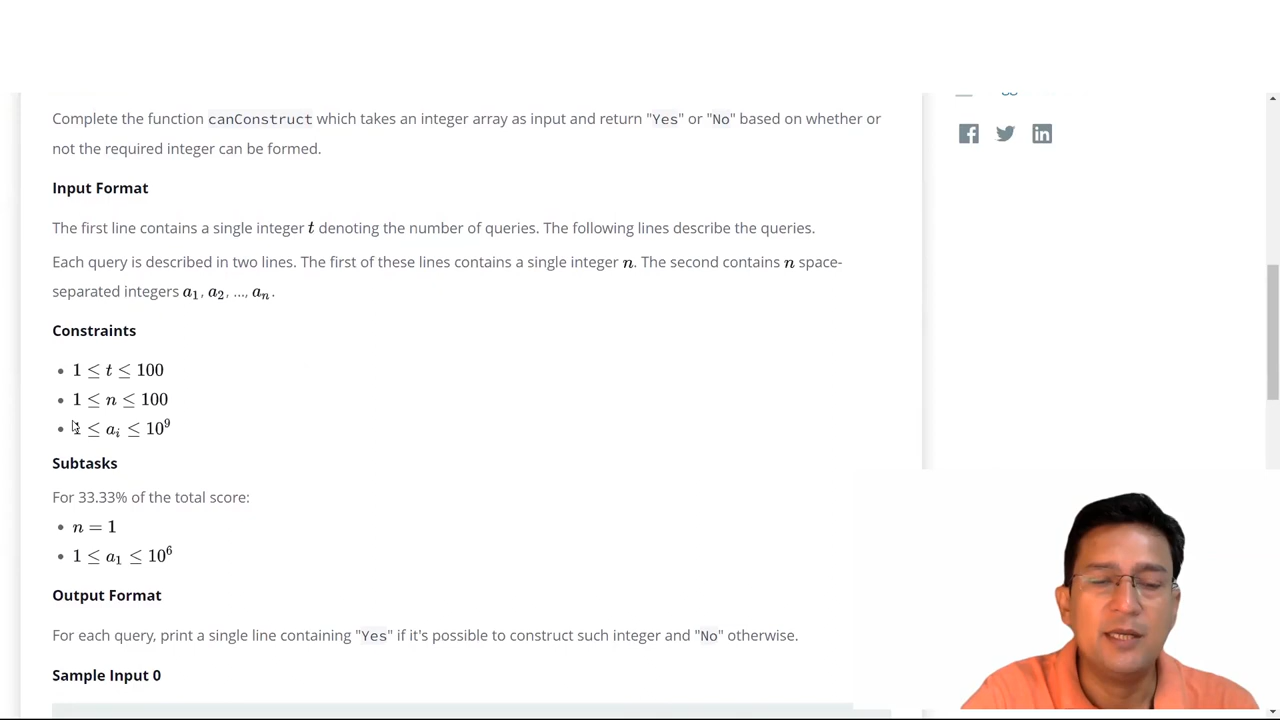 Complete the function canConstruct which takes an integer array as input and return "Yes" or "No" based on whether or
not the required integer can be formed.
Input Format
The first line contains a single integer t denoting the number of queries. The following lines describe the queries.
Each query is described in two lines. The first of these lines contains a single integer n. The second contains n space-
separated integers a₁, a₂, ..., aₙ.
Constraints
• 1 ≤ t ≤ 100
• 1 ≤ n ≤ 100
• 1 ≤ aᵢ ≤ 10⁹
Subtasks
For 33.33% of the total score:
• n = 1
• 1 ≤ a₁ ≤ 10⁶
Output Format
For each query, print a single line containing "Yes" if it's possible to construct such integer and "No" otherwise.
Sample Input 0